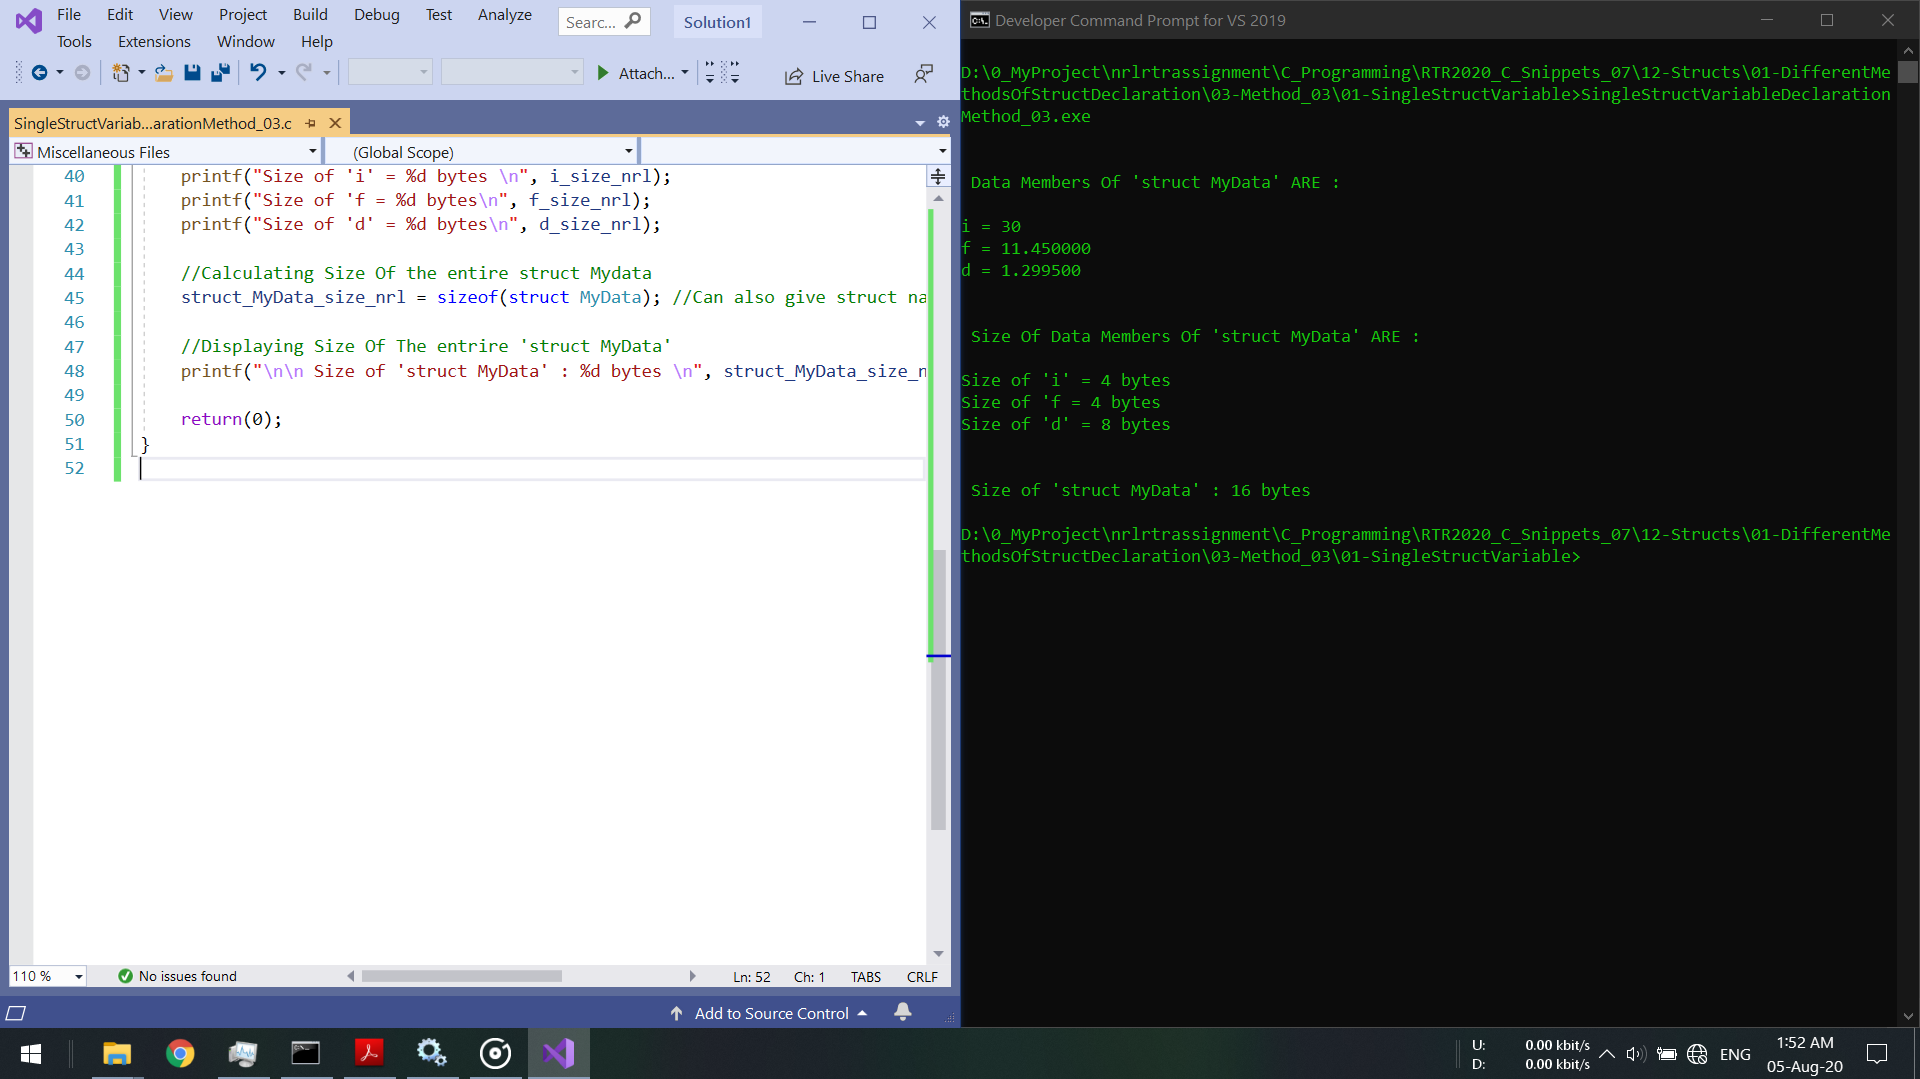 File Edit View Project Build Debug Test Analyze Searc... Solution1
Tools Extensions Window Help
Attach... Live Share
SingleStructVariab...arationMethod_03.c
Miscellaneous Files (Global Scope)
40 printf("Size of 'i' = %d bytes \n", i_size_nrl);
41 printf("Size of 'f = %d bytes\n", f_size_nrl);
42 printf("Size of 'd' = %d bytes\n", d_size_nrl);
43
44 //Calculating Size Of the entire struct Mydata
45 struct_MyData_size_nrl = sizeof(struct MyData); //Can also give struct na
46
47 //Displaying Size Of The entrire 'struct MyData'
48 printf("\n\n Size of 'struct MyData' : %d bytes \n", struct_MyData_size_n
49
50 return(0);
51 }
52
110 % No issues found Ln: 52 Ch: 1 TABS CRLF
Add to Source Control
Developer Command Prompt for VS 2019
D:\0_MyProject\nrlrtrassignment\C_Programming\RTR2020_C_Snippets_07\12-Structs\01-DifferentMe
thodsOfStructDeclaration\03-Method_03\01-SingleStructVariable>SingleStructVariableDeclaration
Method_03.exe
Data Members Of 'struct MyData' ARE :
i = 30
f = 11.450000
d = 1.299500
Size Of Data Members Of 'struct MyData' ARE :
Size of 'i' = 4 bytes
Size of 'f = 4 bytes
Size of 'd' = 8 bytes
Size of 'struct MyData' : 16 bytes
D:\0_MyProject\nrlrtrassignment\C_Programming\RTR2020_C_Snippets_07\12-Structs\01-DifferentMe
thodsOfStructDeclaration\03-Method_03\01-SingleStructVariable>
U: 0.00 kbit/s
D: 0.00 kbit/s
ENG
1:52 AM
05-Aug-20